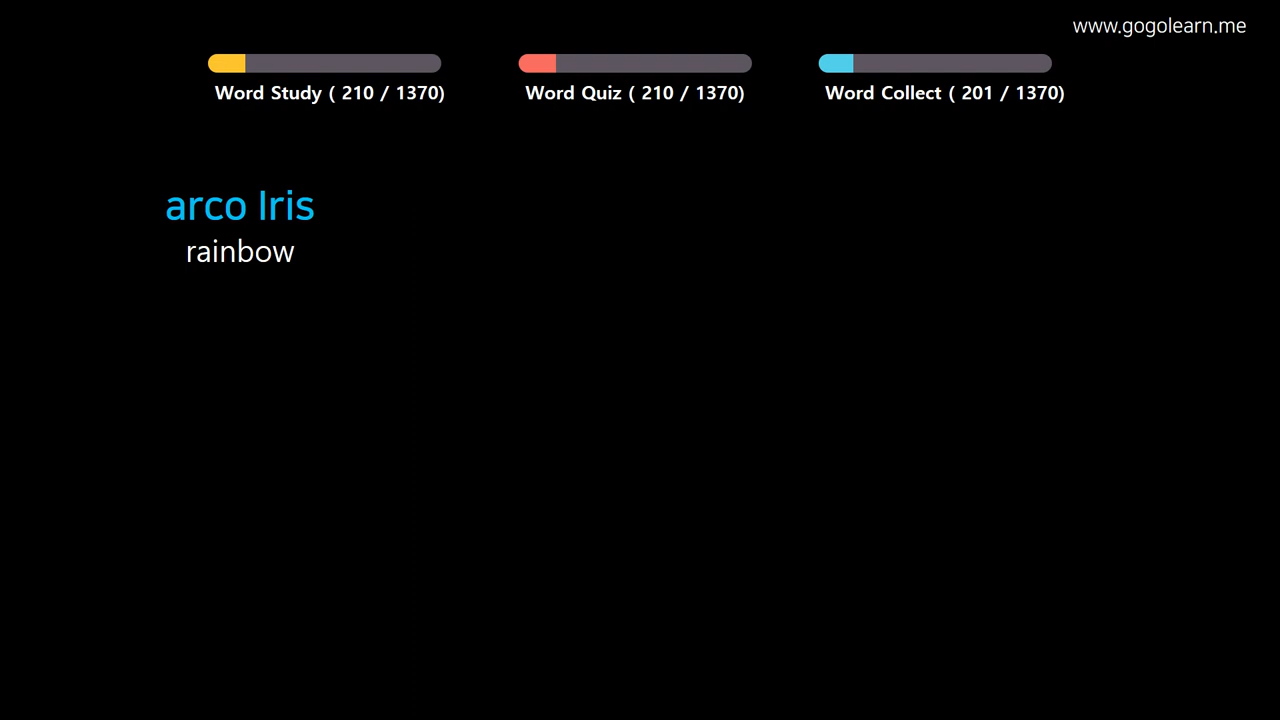 www.gogolearn.me
Word Study ( 210 / 1370)
Word Quiz ( 210 / 1370)
Word Collect ( 201 / 1370)
arco Iris
rainbow